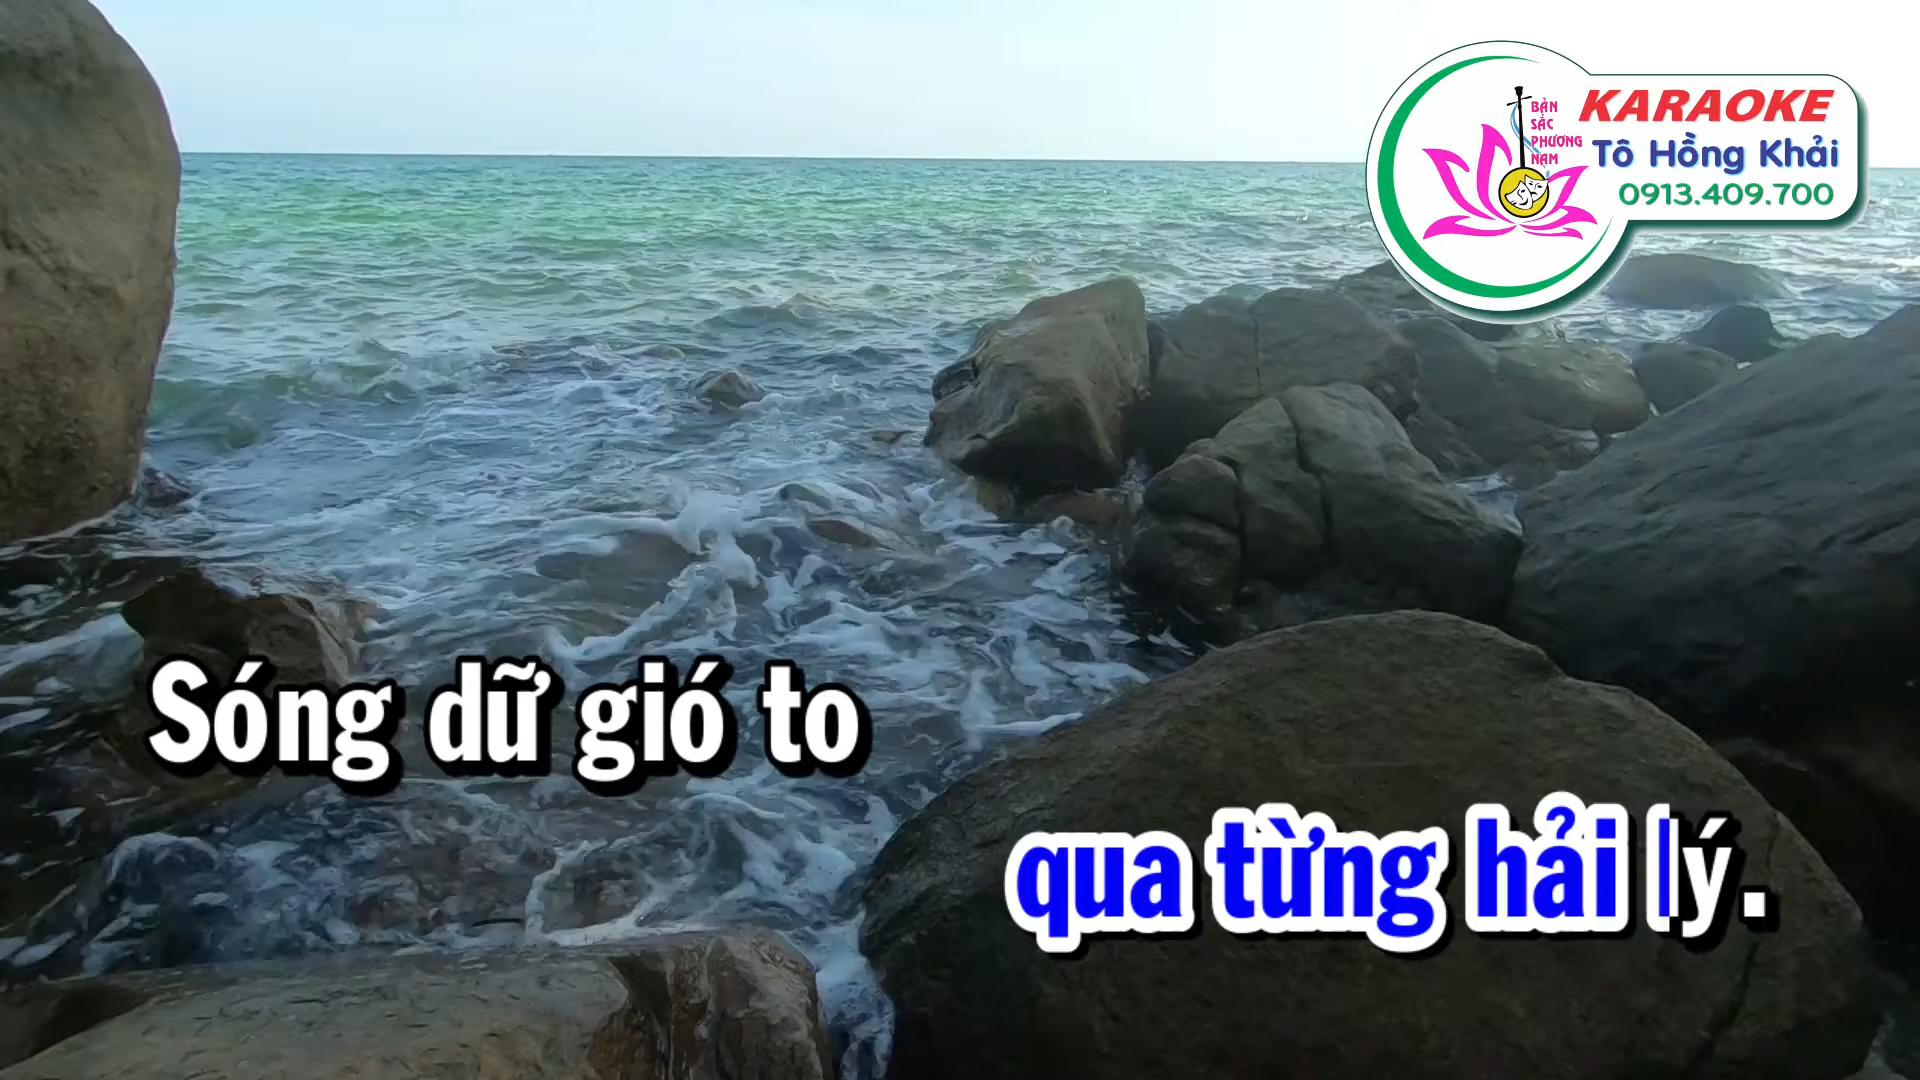 BẢN
SẮC
PHƯƠNG
NAM
KARAOKE
Tô Hồng Khải
0913.409.700
Sóng dữ gió to
qua từng hải lý.